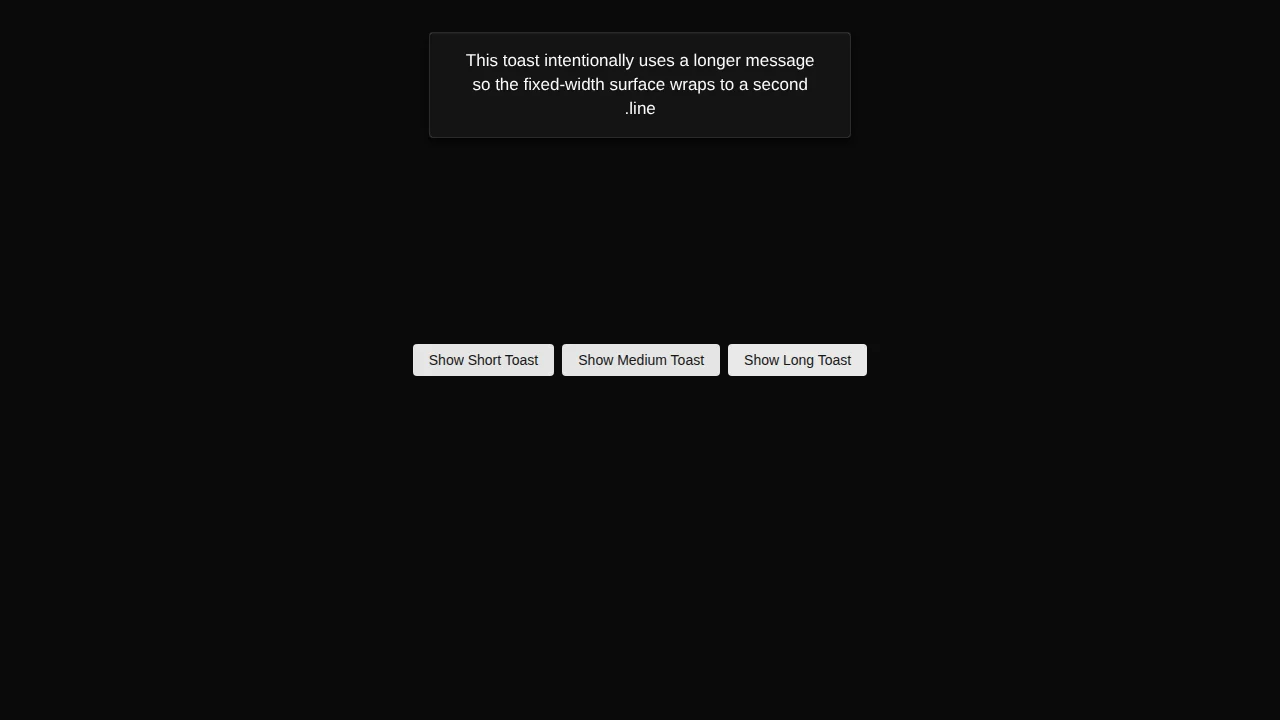 This toast intentionally uses a longer message
so the fixed-width surface wraps to a second
.line
Show Short Toast
Show Medium Toast
Show Long Toast